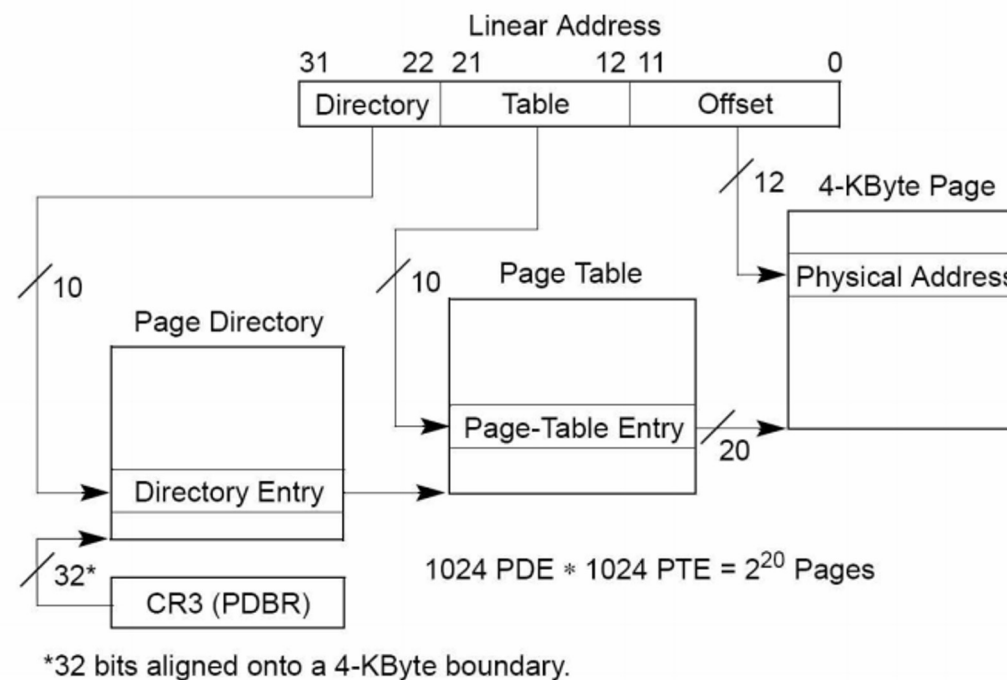 Linear Address
31 22 21 12 11 0
Directory Table Offset
12
4-KByte Page
Physical Address
10
10
Page Table
Page Directory
Page-Table Entry
20
Directory Entry
32*
1024 PDE * 1024 PTE = 2^20 Pages
CR3 (PDBR)
*32 bits aligned onto a 4-KByte boundary.